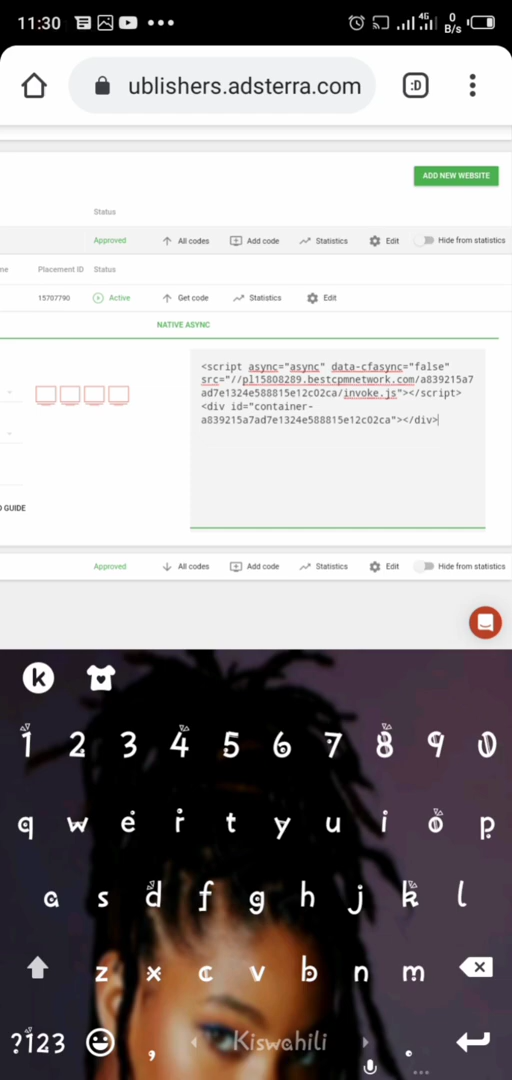 11:30
4G
0
B/s
ublishers.adsterra.com
:D
ADD NEW WEBSITE
Status
Approved All codes Add code Statistics Edit Hide from statistics
me Placement ID Status
15707790 Active Get code Statistics Edit
NATIVE ASYNC
<script async="async" data-cfasync="false"
src="//pl15808289.bestcpmnetwork.com/a839215a7
ad7e1324e588815e12c02ca/invoke.js"></script>
<div id="container-
a839215a7ad7e1324e588815e12c02ca"></div>
GUIDE
Approved All codes Add code Statistics Edit Hide from statistics
k
1 2 3 4 5 6 7 8 9 0
q w e r t y u i o p
a s d f g h j k l
z x c v b n m
?123 , Kiswahili .